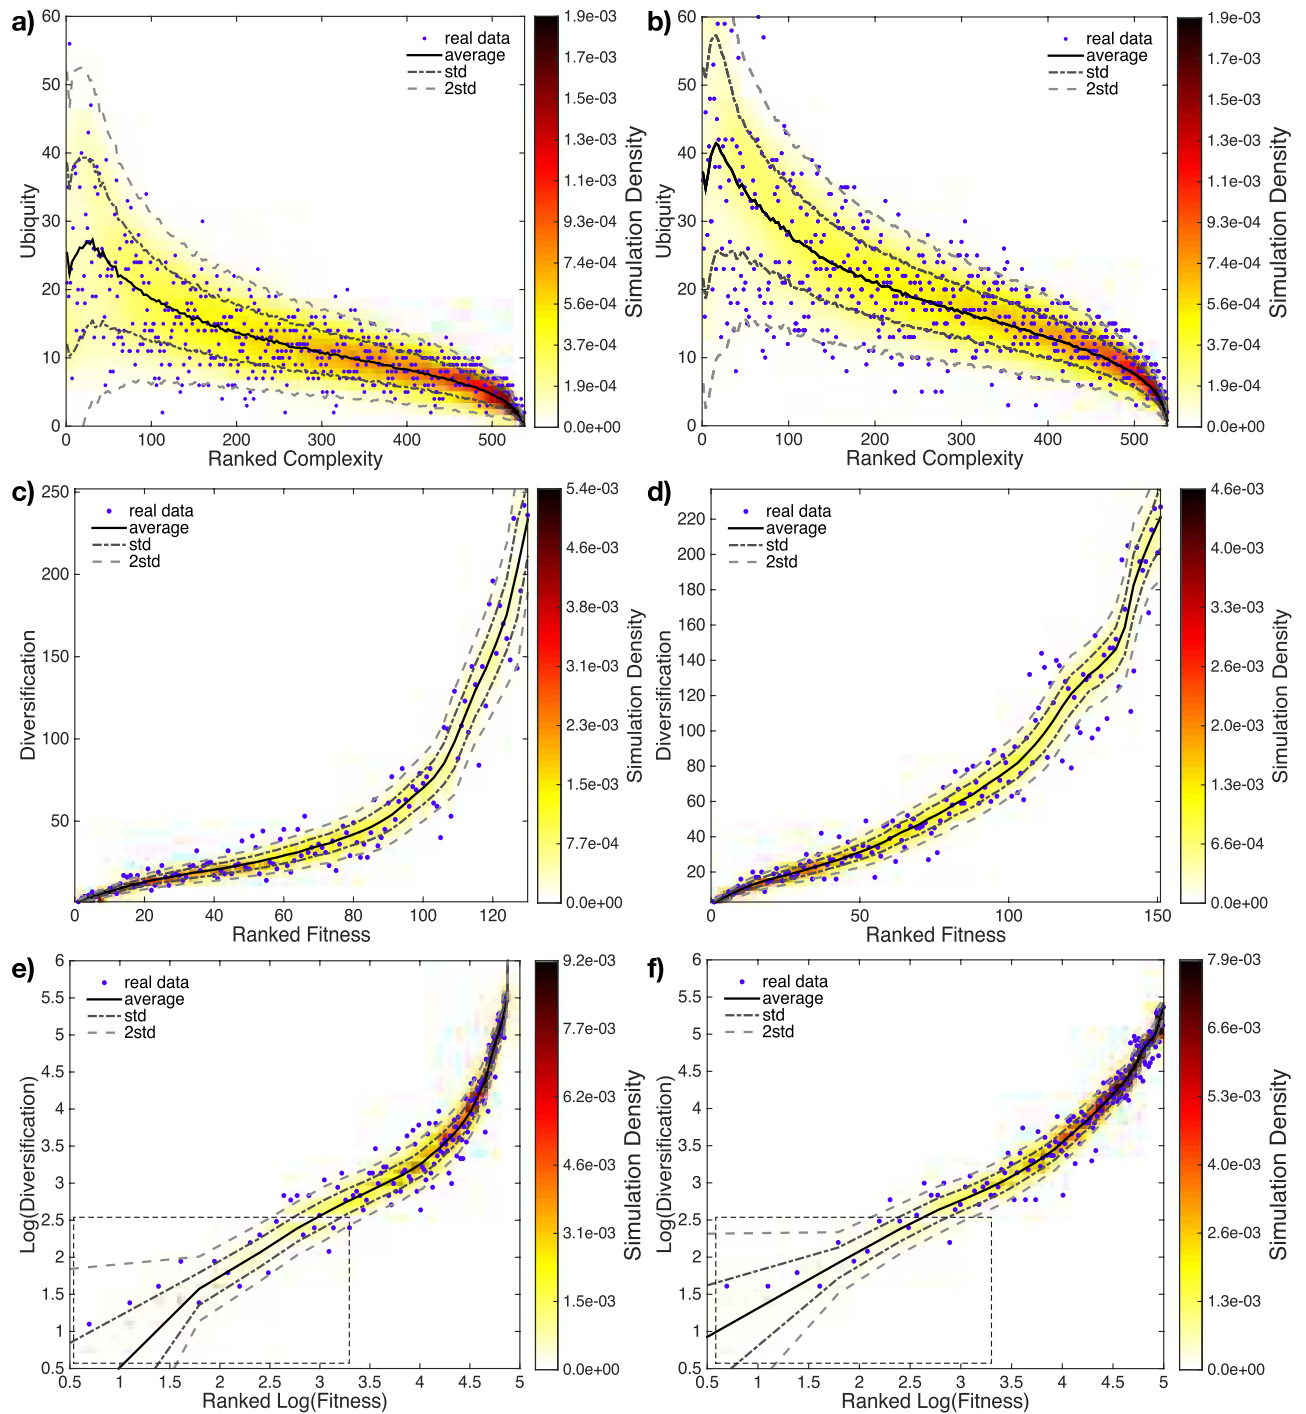 a)
60
50
40
30
20
10
0
Ubiquity
0 100 200 300 400 500
Ranked Complexity
real data
average
std
2std
1.9e-03
1.7e-03
1.5e-03
1.3e-03
1.1e-03
9.3e-04
7.4e-04
5.6e-04
3.7e-04
1.9e-04
0.0e+00
Simulation Density
b)
60
50
40
30
20
10
0
Ubiquity
0 100 200 300 400 500
Ranked Complexity
real data
average
std
2std
1.9e-03
1.7e-03
1.5e-03
1.3e-03
1.1e-03
9.3e-04
7.4e-04
5.6e-04
3.7e-04
1.9e-04
0.0e+00
Simulation Density
c)
250
200
150
100
50
Diversification
0 20 40 60 80 100 120
Ranked Fitness
real data
average
std
2std
5.4e-03
4.6e-03
3.8e-03
3.1e-03
2.3e-03
1.5e-03
7.7e-04
0.0e+00
Simulation Density
d)
220
200
180
160
140
120
100
80
60
40
20
Diversification
0 50 100 150
Ranked Fitness
real data
average
std
2std
4.6e-03
4.0e-03
3.3e-03
2.6e-03
2.0e-03
1.3e-03
6.6e-04
0.0e+00
Simulation Density
e)
6
5.5
5
4.5
4
3.5
3
2.5
2
1.5
1
0.5
Log(Diversification)
0.5 1 1.5 2 2.5 3 3.5 4 4.5 5
Ranked Log(Fitness)
real data
average
std
2std
9.2e-03
7.7e-03
6.2e-03
4.6e-03
3.1e-03
1.5e-03
0.0e+00
Simulation Density
f)
6
5.5
5
4.5
4
3.5
3
2.5
2
1.5
1
0.5
Log(Diversification)
0.5 1 1.5 2 2.5 3 3.5 4 4.5 5
Ranked Log(Fitness)
real data
average
std
2std
7.9e-03
6.6e-03
5.3e-03
4.0e-03
2.6e-03
1.3e-03
0.0e+00
Simulation Density